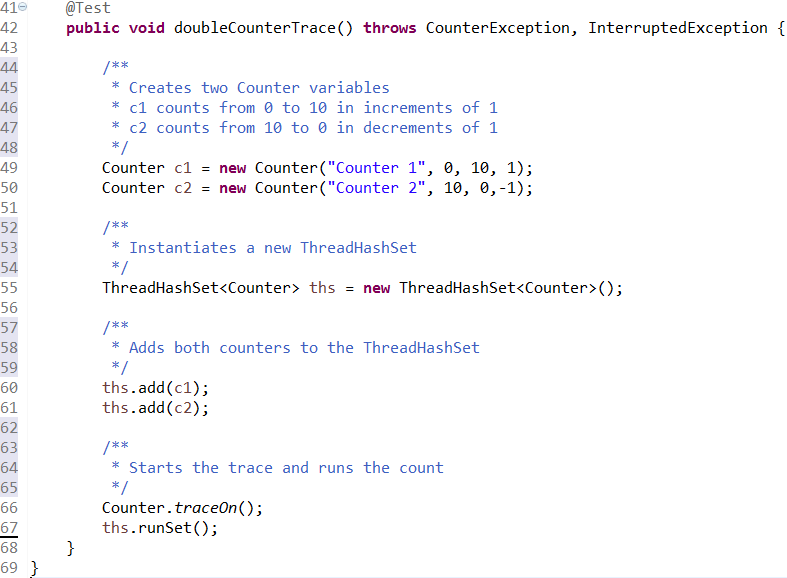 41 @Test
42 public void doubleCounterTrace() throws CounterException, InterruptedException {
43
44 /**
45 * Creates two Counter variables
46 * c1 counts from 0 to 10 in increments of 1
47 * c2 counts from 10 to 0 in decrements of 1
48 */
49 Counter c1 = new Counter("Counter 1", 0, 10, 1);
50 Counter c2 = new Counter("Counter 2", 10, 0,-1);
51
52 /**
53 * Instantiates a new ThreadHashSet
54 */
55 ThreadHashSet<Counter> ths = new ThreadHashSet<Counter>();
56
57 /**
58 * Adds both counters to the ThreadHashSet
59 */
60 ths.add(c1);
61 ths.add(c2);
62
63 /**
64 * Starts the trace and runs the count
65 */
66 Counter.traceOn();
67 ths.runSet();
68 }
69 }